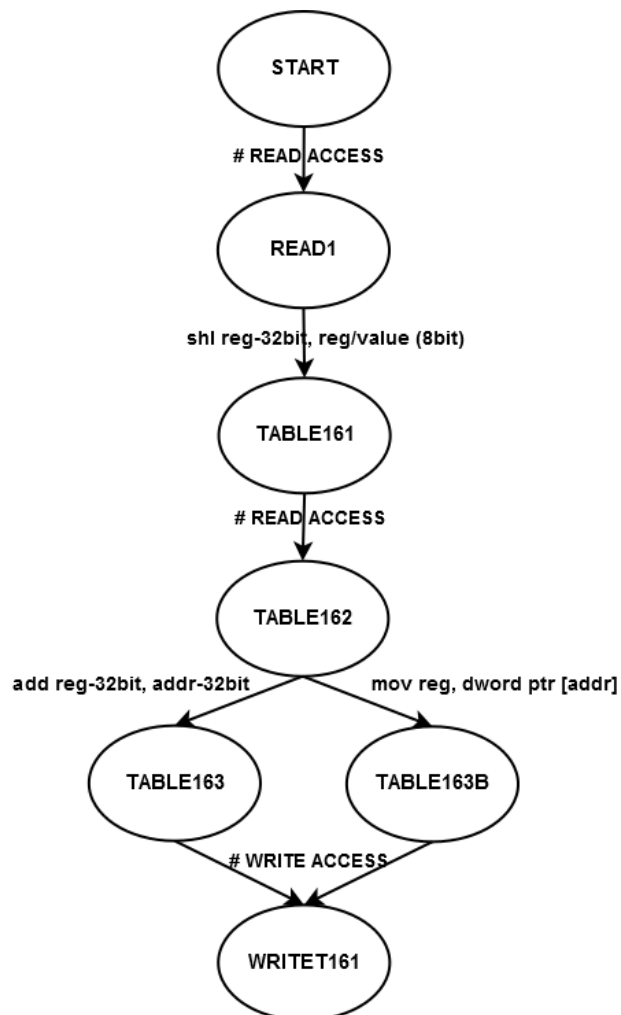 START
# READ ACCESS
READ1
shl reg-32bit, reg/value (8bit)
TABLE161
# READ ACCESS
TABLE162
add reg-32bit, addr-32bit
mov reg, dword ptr [addr]
TABLE163
TABLE163B
# WRITE ACCESS
WRITET161